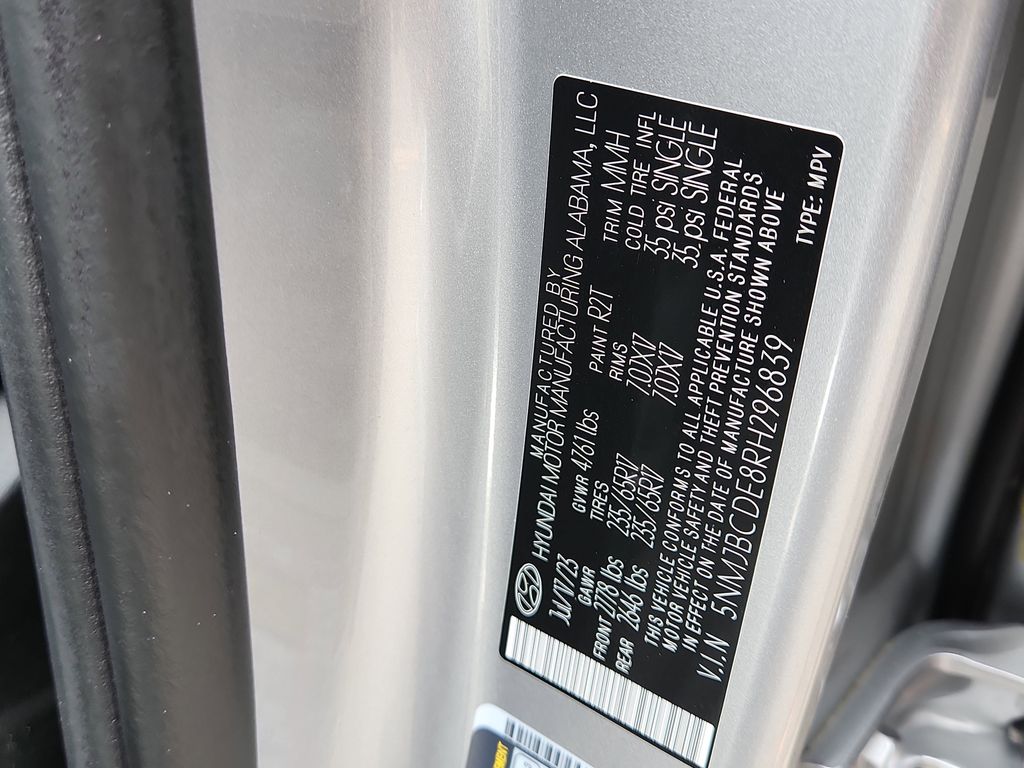 MANUFACTURED BY
HYUNDAI MOTOR MANUFACTURING ALABAMA, LLC
Jul/17/23 GVWR 4761 lbs PAINT R2T TRIM MMH
GAWR TIRES RIMS COLD TIRE INFL
FRONT 2778 lbs 235/65R17 7.0JX17 35 psi SINGLE
REAR 2646 lbs 235/65R17 7.0JX17 35 psi SINGLE
THIS VEHICLE CONFORMS TO ALL APPLICABLE U.S.A. FEDERAL
MOTOR VEHICLE SAFETY AND THEFT PREVENTION STANDARDS
IN EFFECT ON THE DATE OF MANUFACTURE SHOWN ABOVE
V.I.N 5NMJBCDE8RH296839
TYPE: MPV